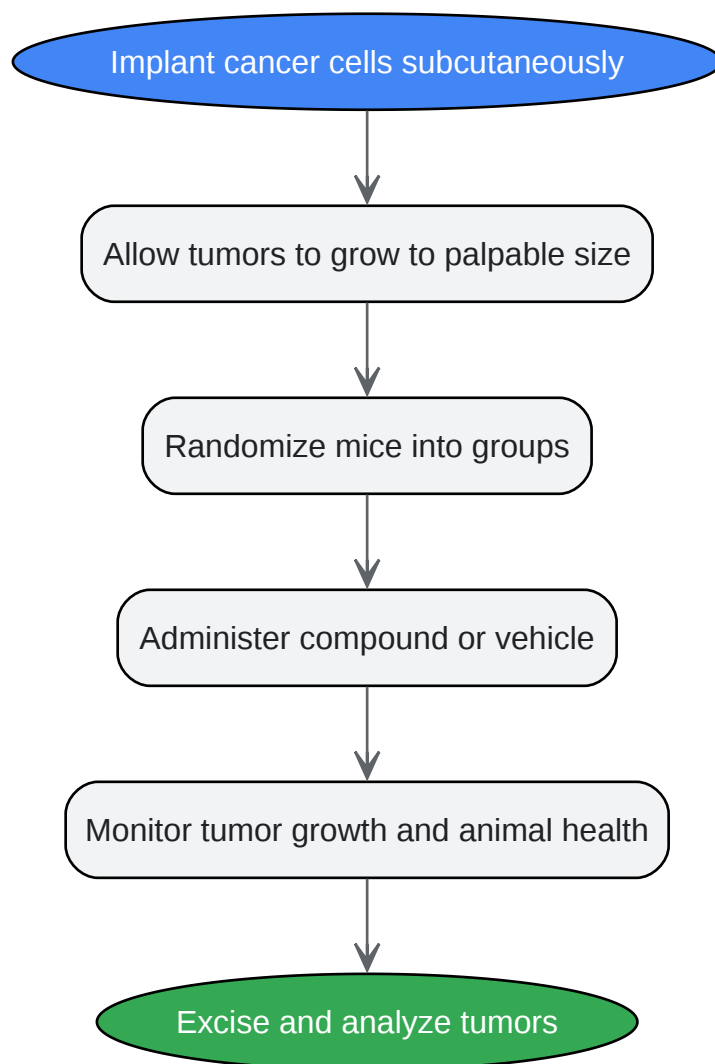 Implant cancer cells subcutaneously
Allow tumors to grow to palpable size
Randomize mice into groups
Administer compound or vehicle
Monitor tumor growth and animal health
Excise and analyze tumors